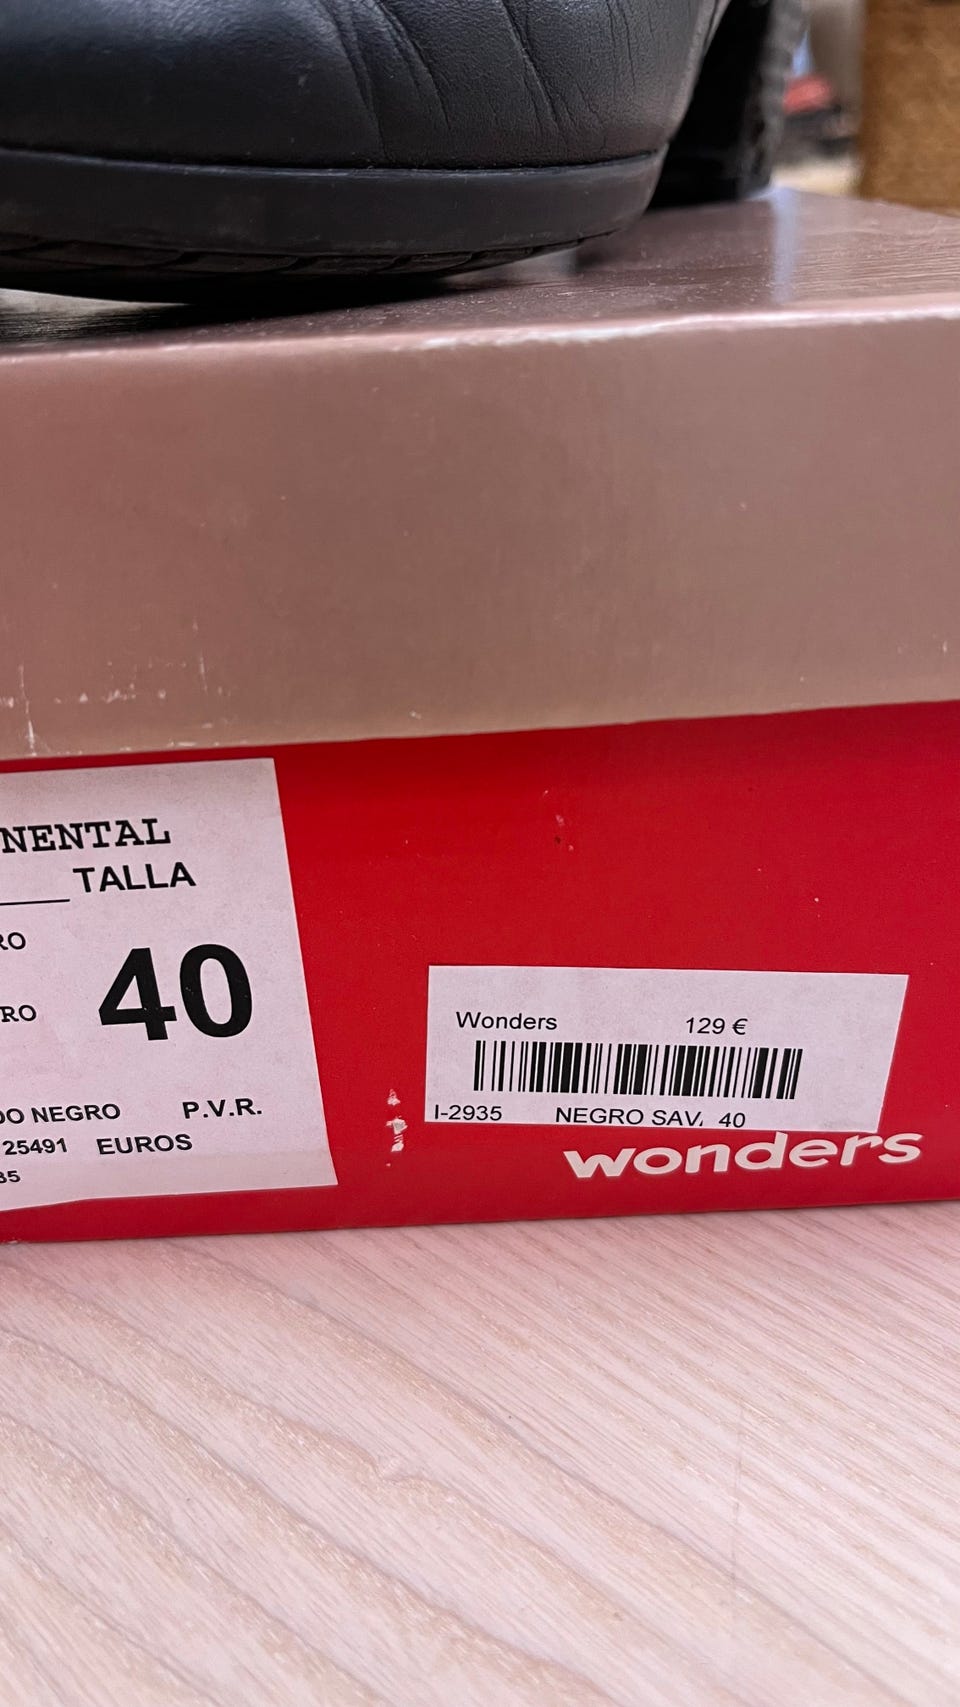 NENTAL
TALLA
RO
40
RO
DO NEGRO P.V.R.
25491 EUROS
35
Wonders 129 €
I-2935 NEGRO SAV. 40
wonders